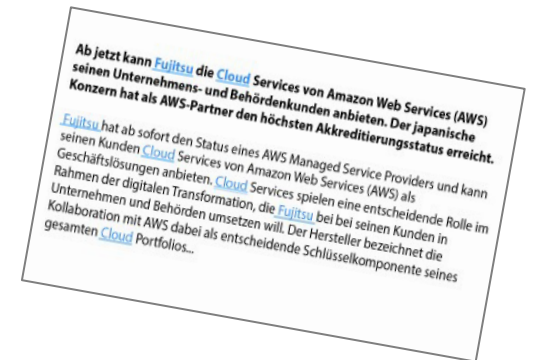 Ab jetzt kann Fujitsu die Cloud Services von Amazon Web Services (AWS)
seinen Unternehmens- und Behördenkunden anbieten. Der japanische
Konzern hat als AWS-Partner den höchsten Akkreditierungsstatus erreicht.
Fujitsu hat ab sofort den Status eines AWS Managed Service Providers und kann
seinen Kunden Cloud Services von Amazon Web Services (AWS) als
Geschäftslösungen anbieten. Cloud Services spielen eine entscheidende Rolle im
Rahmen der digitalen Transformation, die Fujitsu bei bei seinen Kunden in
Unternehmen und Behörden umsetzen will. Der Hersteller bezeichnet die
Kollaboration mit AWS dabei als entscheidende Schlüsselkomponente seines
gesamten Cloud Portfolios...